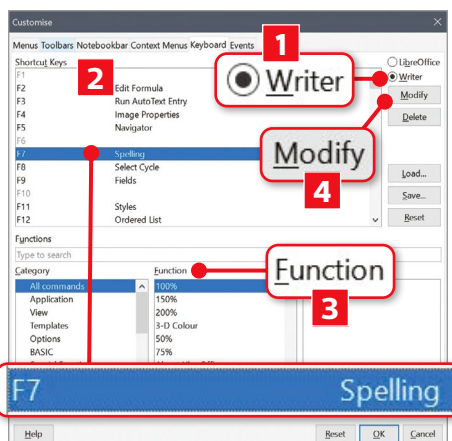 Customise
Menus Toolbars Notebookbar Context Menus Keyboard Events
1
Shortcut Keys
LibreOffice
F1
2
Writer
Writer
F2 Edit Formula
Modify
F3 Run AutoText Entry
F4 Image Properties
Delete
F5 Navigator
F6
Modify
F7 Spelling
4
F8 Select Cycle
Load...
F9 Fields
F10
Save...
F11 Styles
F12 Ordered List
Reset
Functions
Type to search
Function
Category Function
3
All commands 100%
Application 150%
View 200%
Templates 3-D Colour
Options 50%
BASIC 75%
F7 Spelling
Help Reset OK Cancel